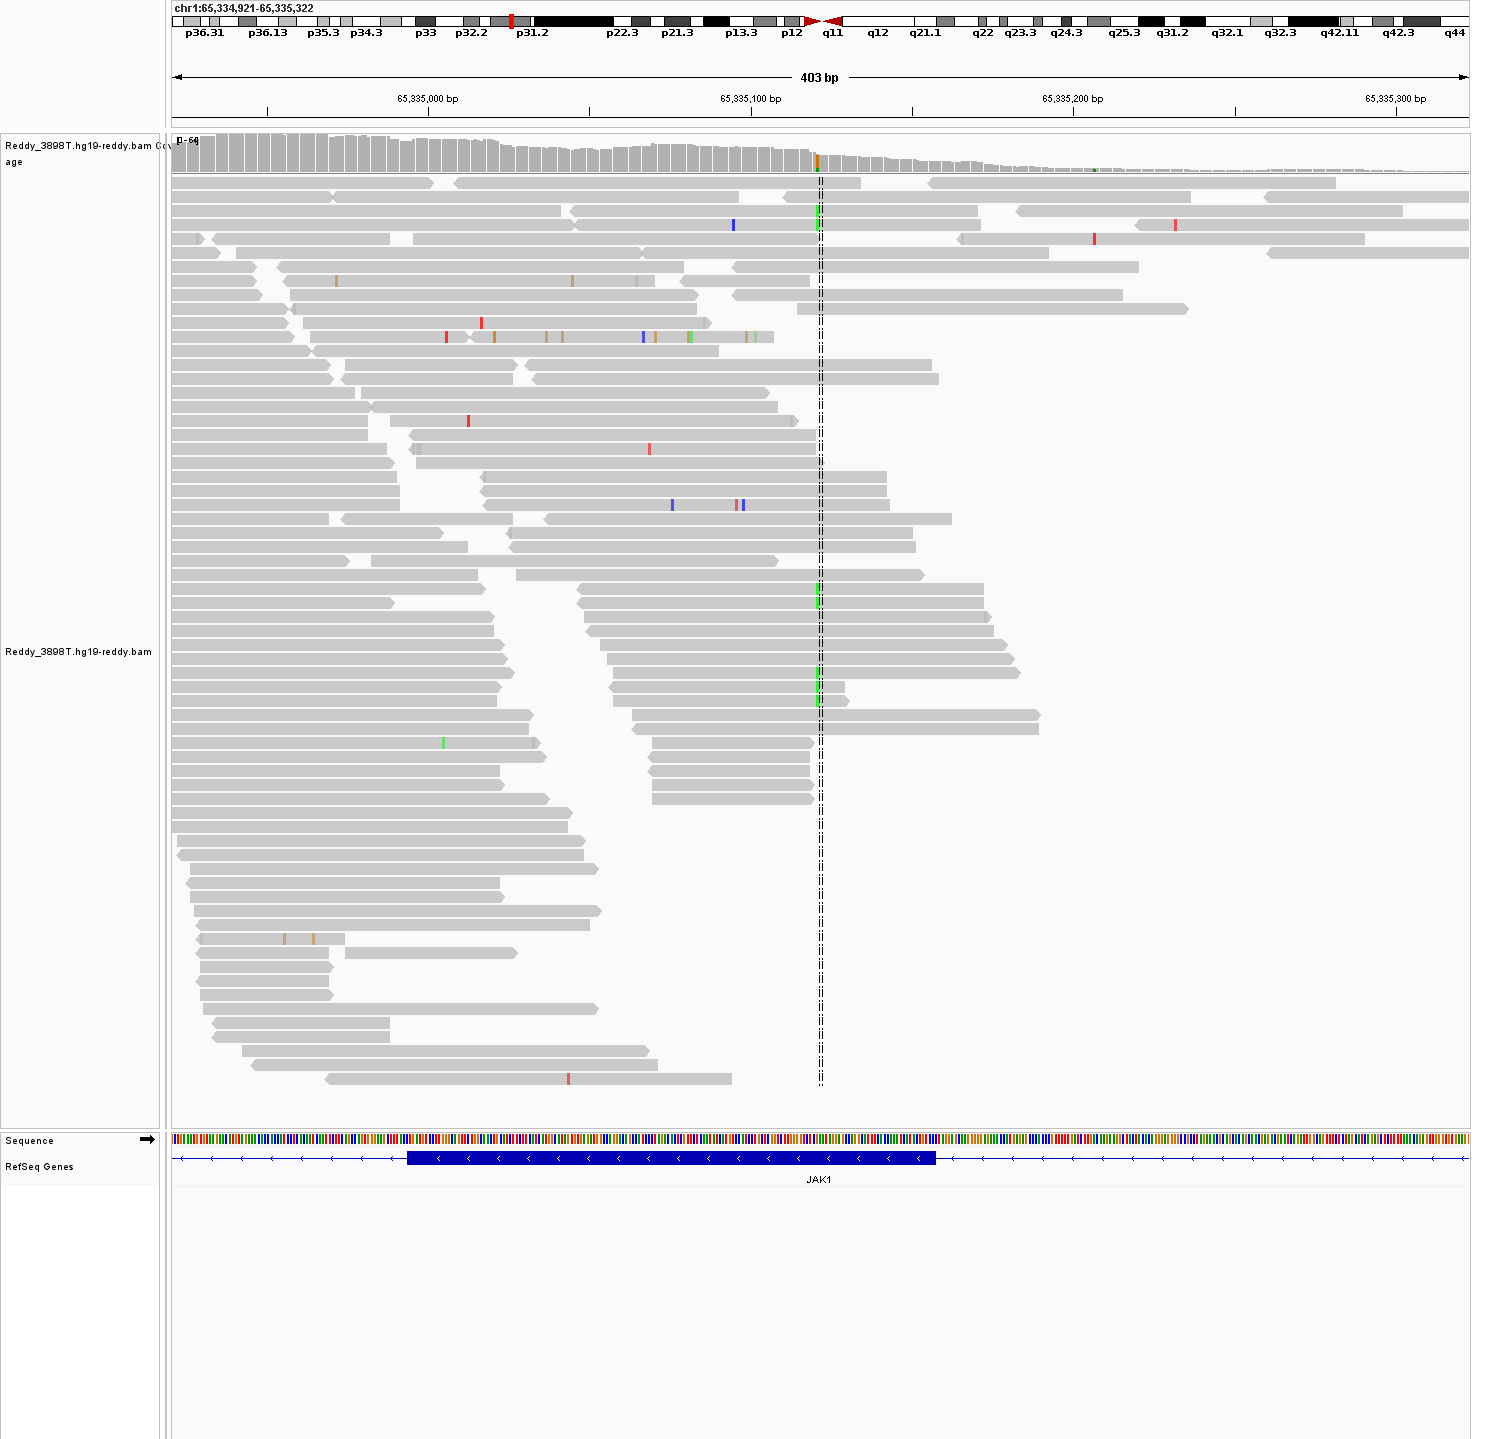 chr1:65,334,921-65,335,322
p36.31 p36.13 p35.3 p34.3 p33 p32.2 p31.2 p22.3 p21.3 p13.3 p12 q11 q12 q21.1 q22 q23.3 q24.3 q25.3 q31.2 q32.1 q32.3 q42.11 q42.3 q44
403 bp
65,335,000 bp 65,335,100 bp 65,335,200 bp 65,335,300 bp
Reddy_3898T.hg19-reddy.bam Cov
age
Reddy_3898T.hg19-reddy.bam
Sequence
RefSeq Genes
JAK1